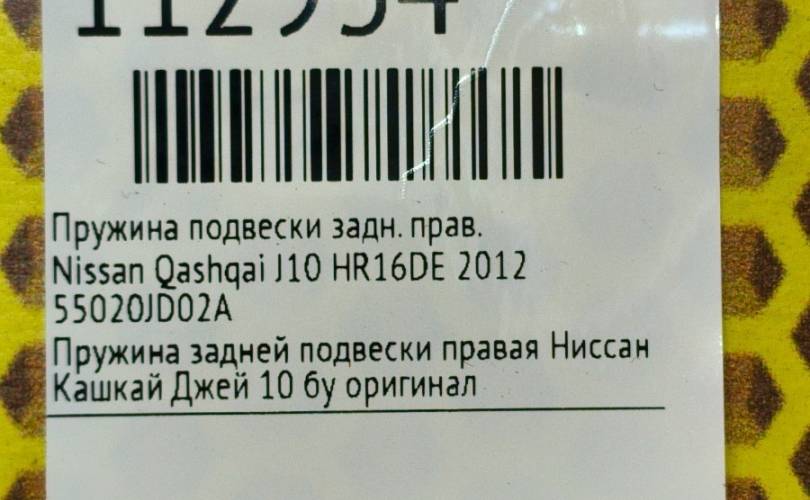 112954
Пружина подвески задн. прав.
Nissan Qashqai J10 HR16DE 2012
55020JD02A
Пружина задней подвески правая Ниссан
Кашкай Джей 10 бу оригинал